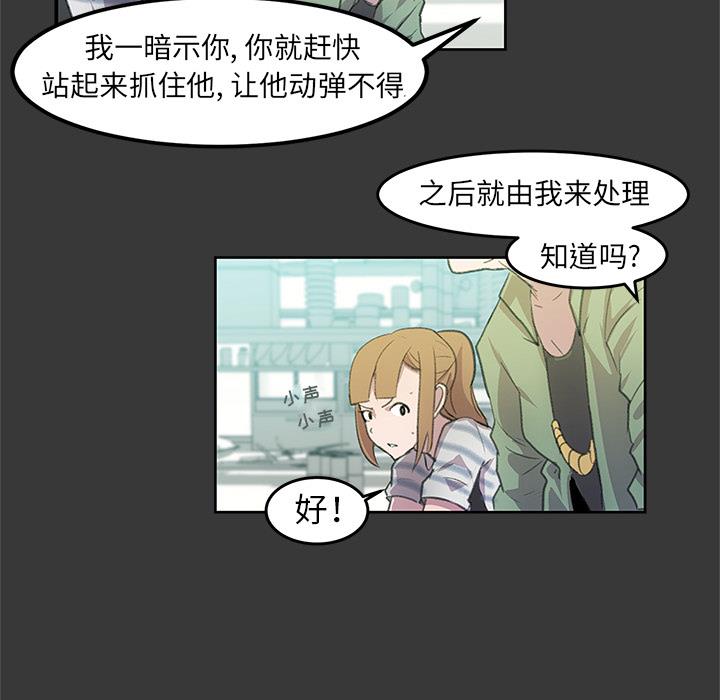 我一暗示你, 你就赶快
站起来抓住他, 让他动弹不得
之后就由我来处理
知道吗?
小声
小声
好!